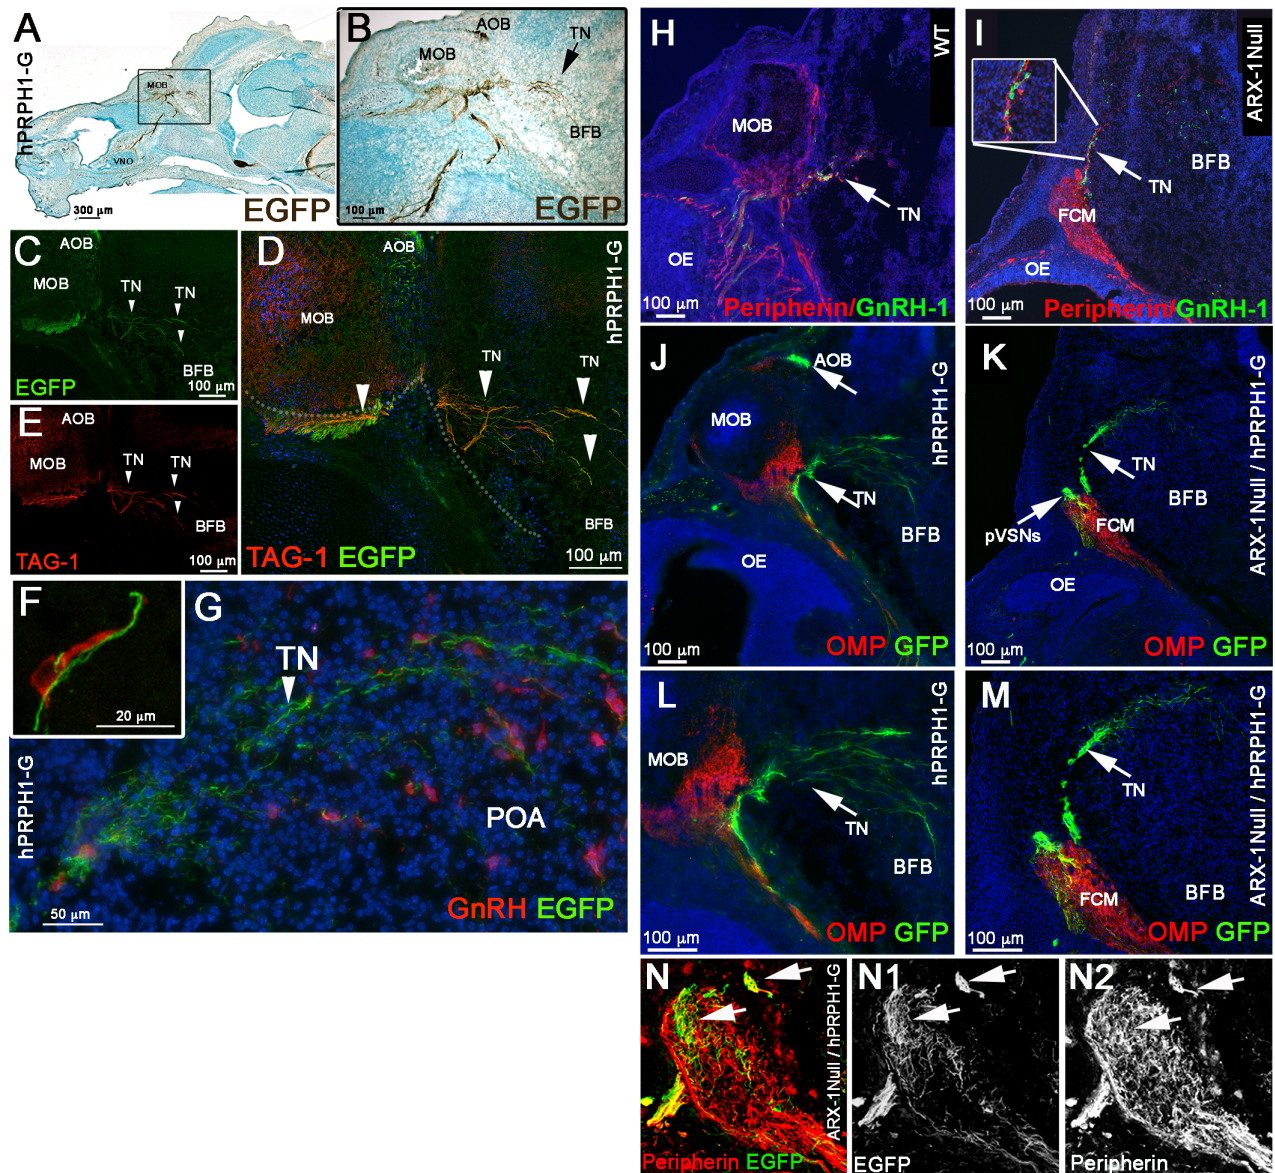 A
hPRPH1-G
MOB
VNO
300 µm
EGFP
B
AOB
TN
MOB
BFB
100 µm
EGFP
C
AOB
MOB
TN
TN
BFB
EGFP
100 µm
D
AOB
MOB
TN
TN
hPRPH1-G
BFB
TAG-1 EGFP
100 µm
E
AOB
MOB
TN
TN
BFB
TAG-1
100 µm
F
20 µm
G
TN
hPRPH1-G
POA
50 µm
GnRH EGFP
H
WT
MOB
TN
OE
100 µm
Peripherin/GnRH-1
I
ARX-1Null
BFB
TN
FCM
OE
100 µm
Peripherin/GnRH-1
J
AOB
MOB
hPRPH1-G
TN
BFB
OE
100 µm
OMP GFP
K
ARX-1Null / hPRPH1-G
TN
BFB
pVSNs
FCM
OE
100 µm
OMP GFP
L
hPRPH1-G
MOB
TN
BFB
100 µm
OMP GFP
M
ARX-1Null / hPRPH1-G
TN
BFB
FCM
100 µm
OMP GFP
N
ARX-1Null / hPRPH1-G
Peripherin EGFP
N1
EGFP
N2
Peripherin